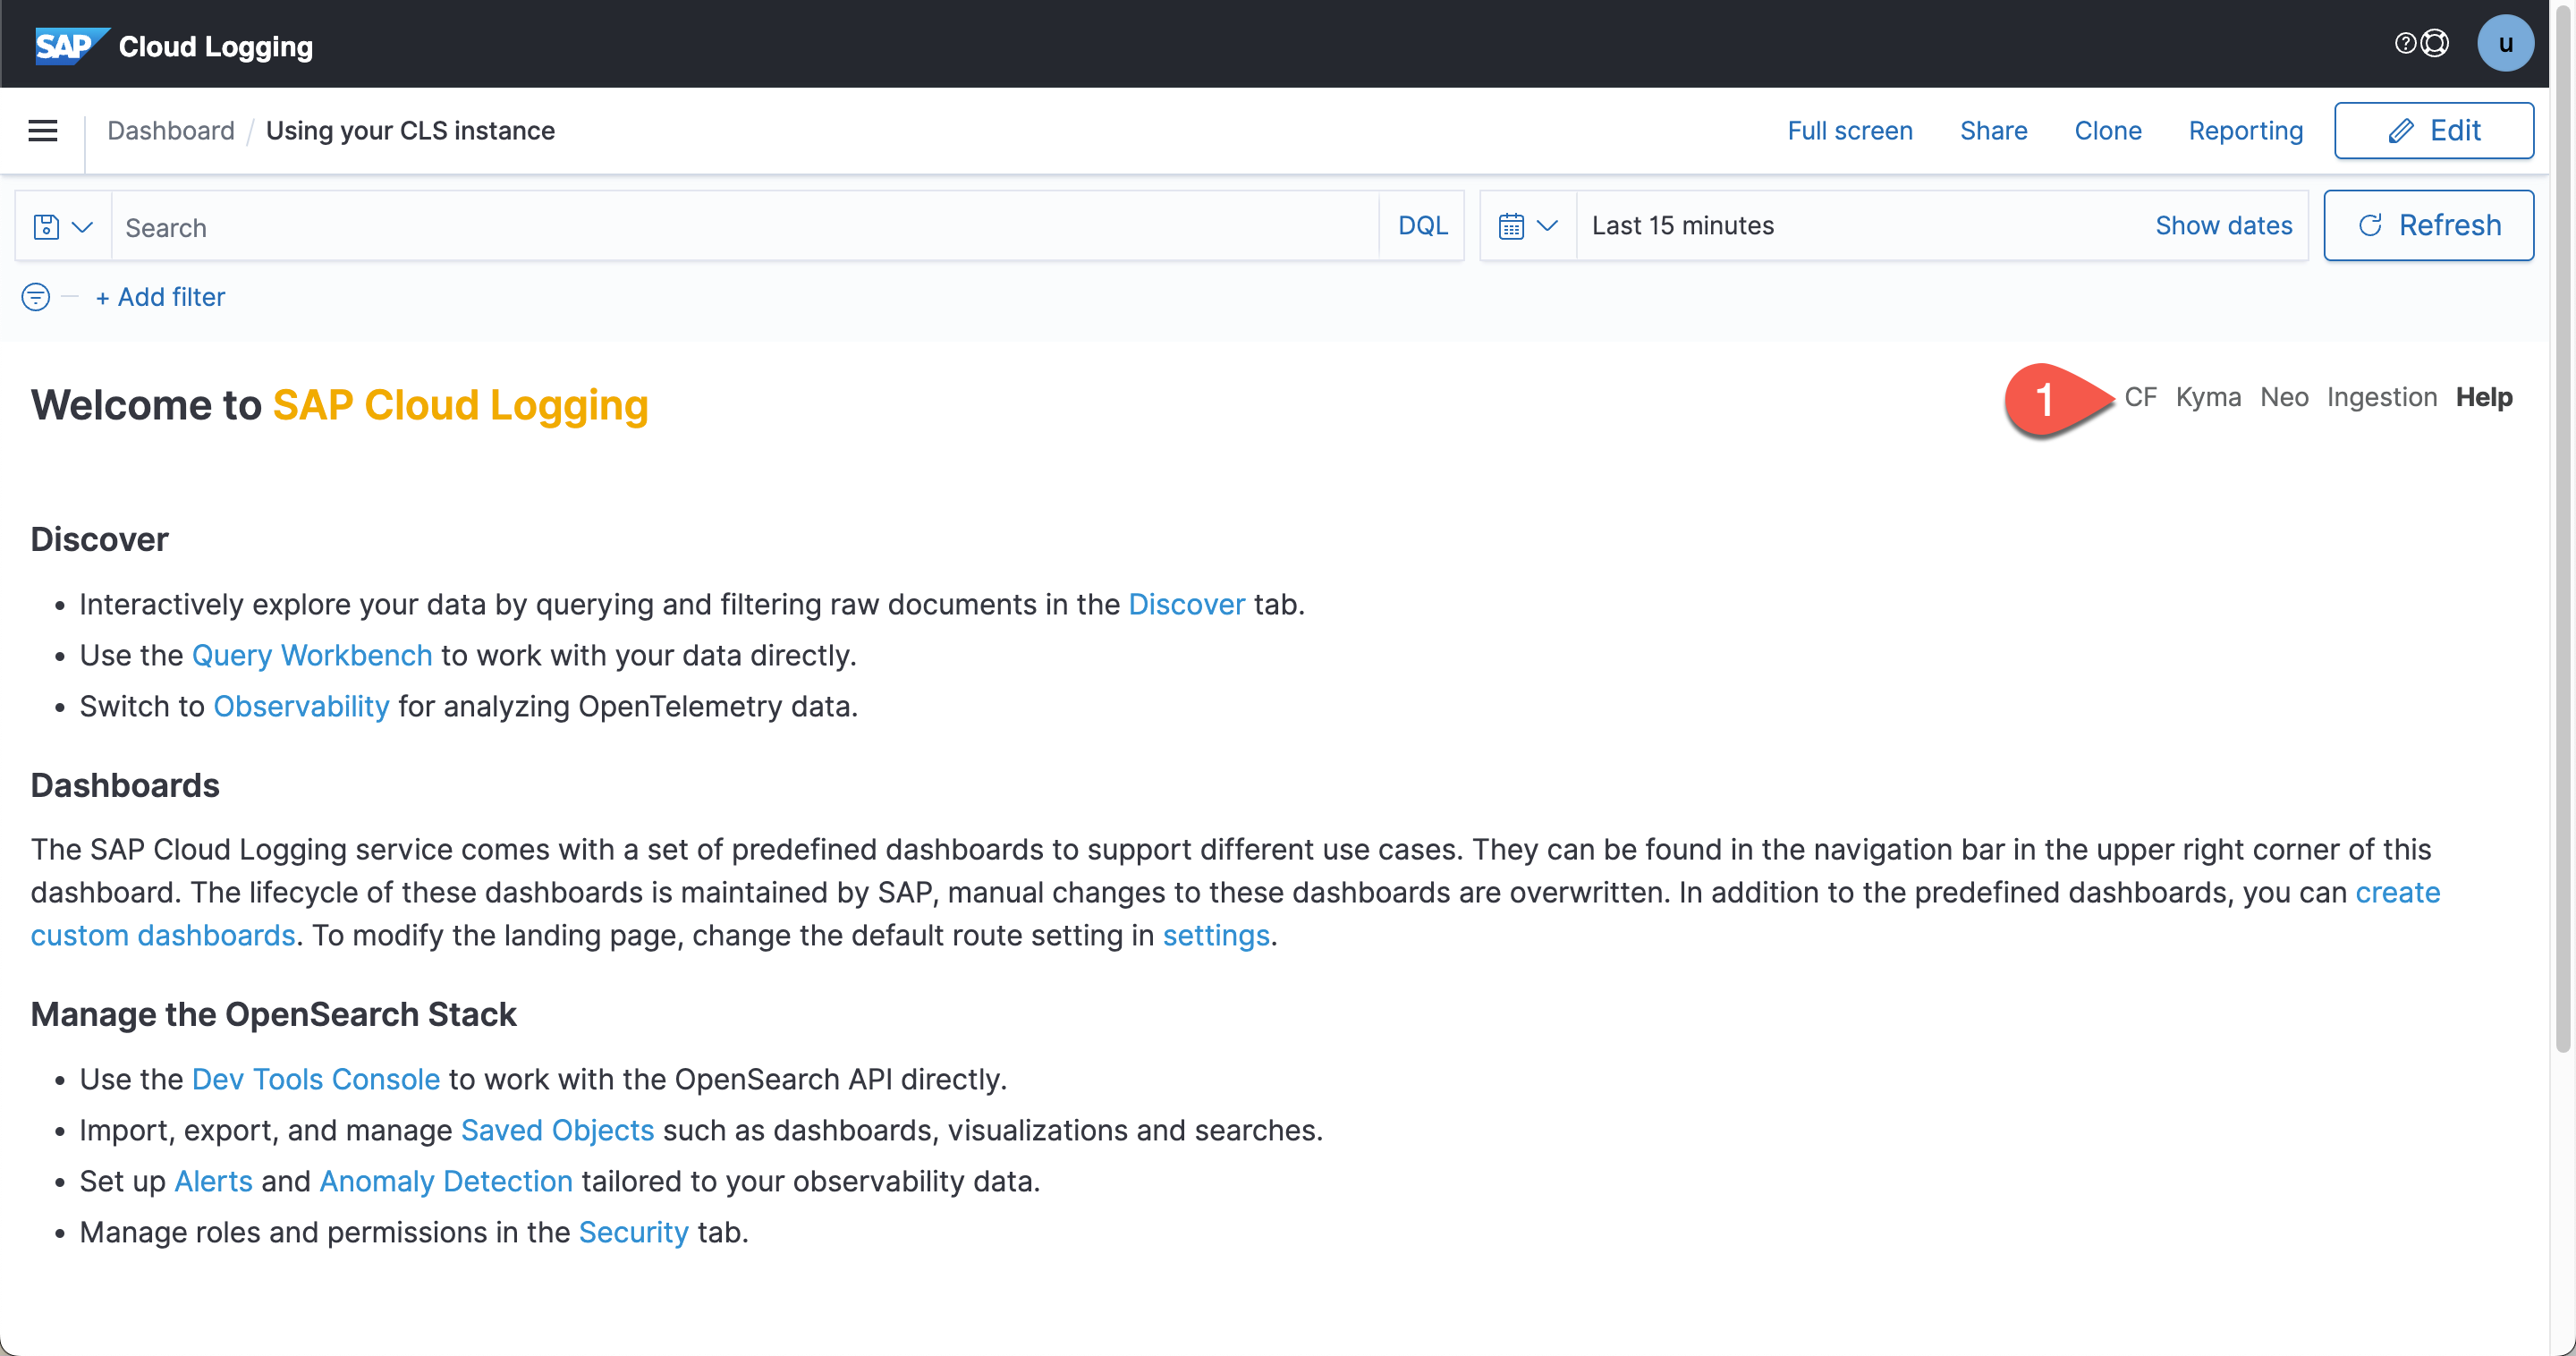 SAP Cloud Logging
u
Dashboard / Using your CLS instance
Full screen Share Clone Reporting Edit
Search DQL Last 15 minutes Show dates Refresh
+ Add filter
Welcome to SAP Cloud Logging
1 CF Kyma Neo Ingestion Help
Discover
• Interactively explore your data by querying and filtering raw documents in the Discover tab.
• Use the Query Workbench to work with your data directly.
• Switch to Observability for analyzing OpenTelemetry data.
Dashboards
The SAP Cloud Logging service comes with a set of predefined dashboards to support different use cases. They can be found in the navigation bar in the upper right corner of this
dashboard. The lifecycle of these dashboards is maintained by SAP, manual changes to these dashboards are overwritten. In addition to the predefined dashboards, you can create
custom dashboards. To modify the landing page, change the default route setting in settings.
Manage the OpenSearch Stack
• Use the Dev Tools Console to work with the OpenSearch API directly.
• Import, export, and manage Saved Objects such as dashboards, visualizations and searches.
• Set up Alerts and Anomaly Detection tailored to your observability data.
• Manage roles and permissions in the Security tab.